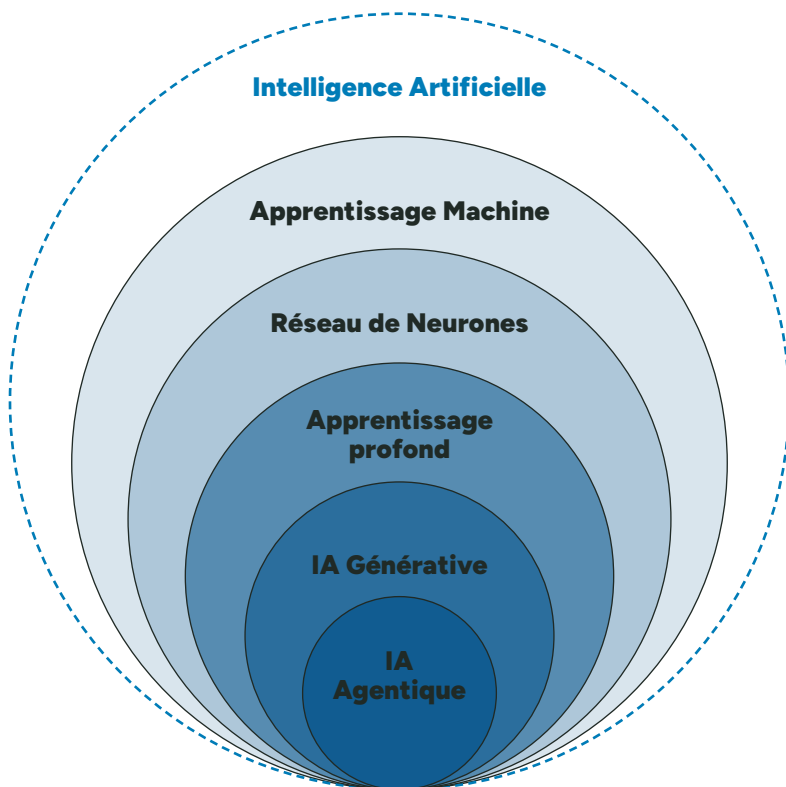 Intelligence Artificielle
Apprentissage Machine
Réseau de Neurones
Apprentissage
profond
IA Générative
IA
Agentique